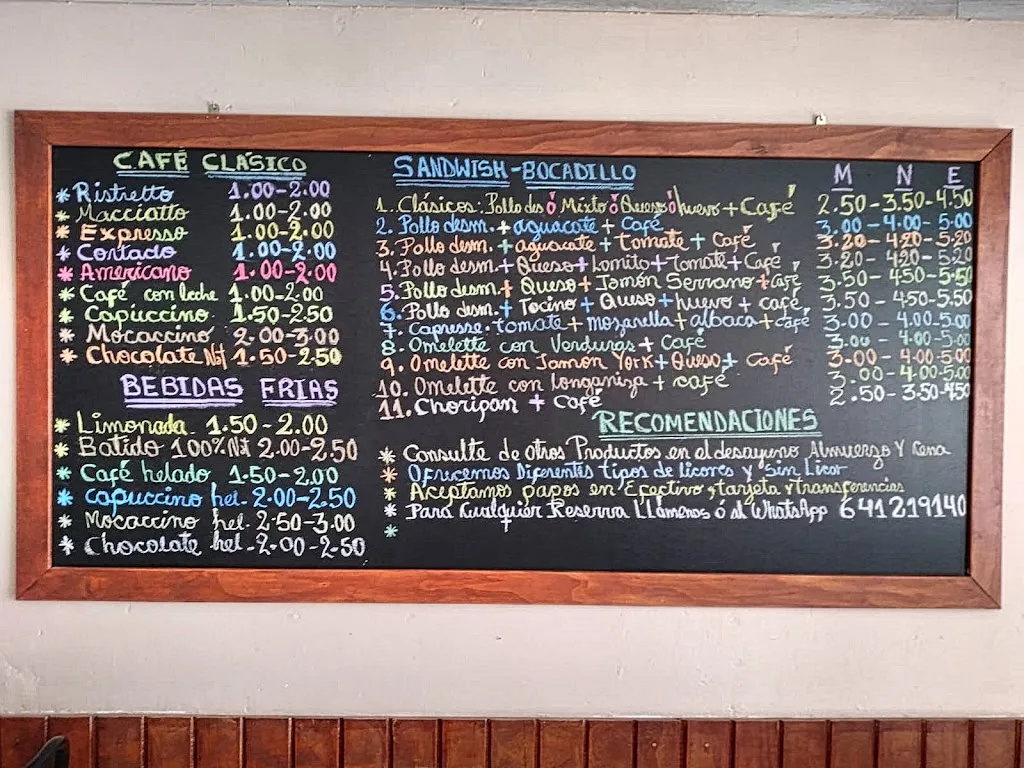 CAFÉ CLÁSICO
* Ristretto 1.00-2.00
* Macciatto 1.00-2.00
* Expresso 1.00-2.00
* Contado 1.00-2.00
* Américano 1.00-2.00
* Café con leche 1.00-2.00
* Capuccino 1.50-2.50
* Mocaccino 2.00-3.00
* Chocolate Nat 1.50-2.50
BEBIDAS FRIAS
* Limonada 1.50-2.00
* Batido 100% Nat 2.00-2.50
* Café helado 1.50-2.00
* Capuccino hel. 2.00-2.50
* Mocaccino hel. 2.50-3.00
* Chocolate hel. 2.00-2.50
SANDWISH-BOCADILLO M N E
1. Clásicos: Pollo des ó Mixto ó Queso ó huevo + Café 2.50-3.50-4.50
2. Pollo desm. + aguacate + Café 3.00-4.00-5.00
3. Pollo desm. + aguacate + tomate + Café 3.20-4.20-5.20
4. Pollo desm. + Queso + Lomito + Tomate + Café 3.20-4.20-5.20
5. Pollo desm. + Queso + Jamón Serrano + Café 3.50-4.50-5.50
6. Pollo desm. + Tocino + Queso + huevo + café 3.50-4.50-5.50
7. Capresse. tomate + mozarella + albaca + café 3.00-4.00-5.00
8. Omelette con Verduras + Café 3.00-4.00-5.00
9. Omelette con Jamon York + Queso + Café 3.00-4.00-5.00
10. Omelette con longaniza + café .00-4.00-5.00
11. Choripan + Café 2.50-3.50-4.50
RECOMENDACIONES
* Consulte de otros Productos en el desayuno Almuerzo Y Cena
* Ofrecemos Diferentes tipos de licores y Sin Licor
* Aceptamos pagos en Efectivo, tarjeta y transferencias
* Para Cualquier Reserva LLamenos ó al WhatsApp 641219140
*